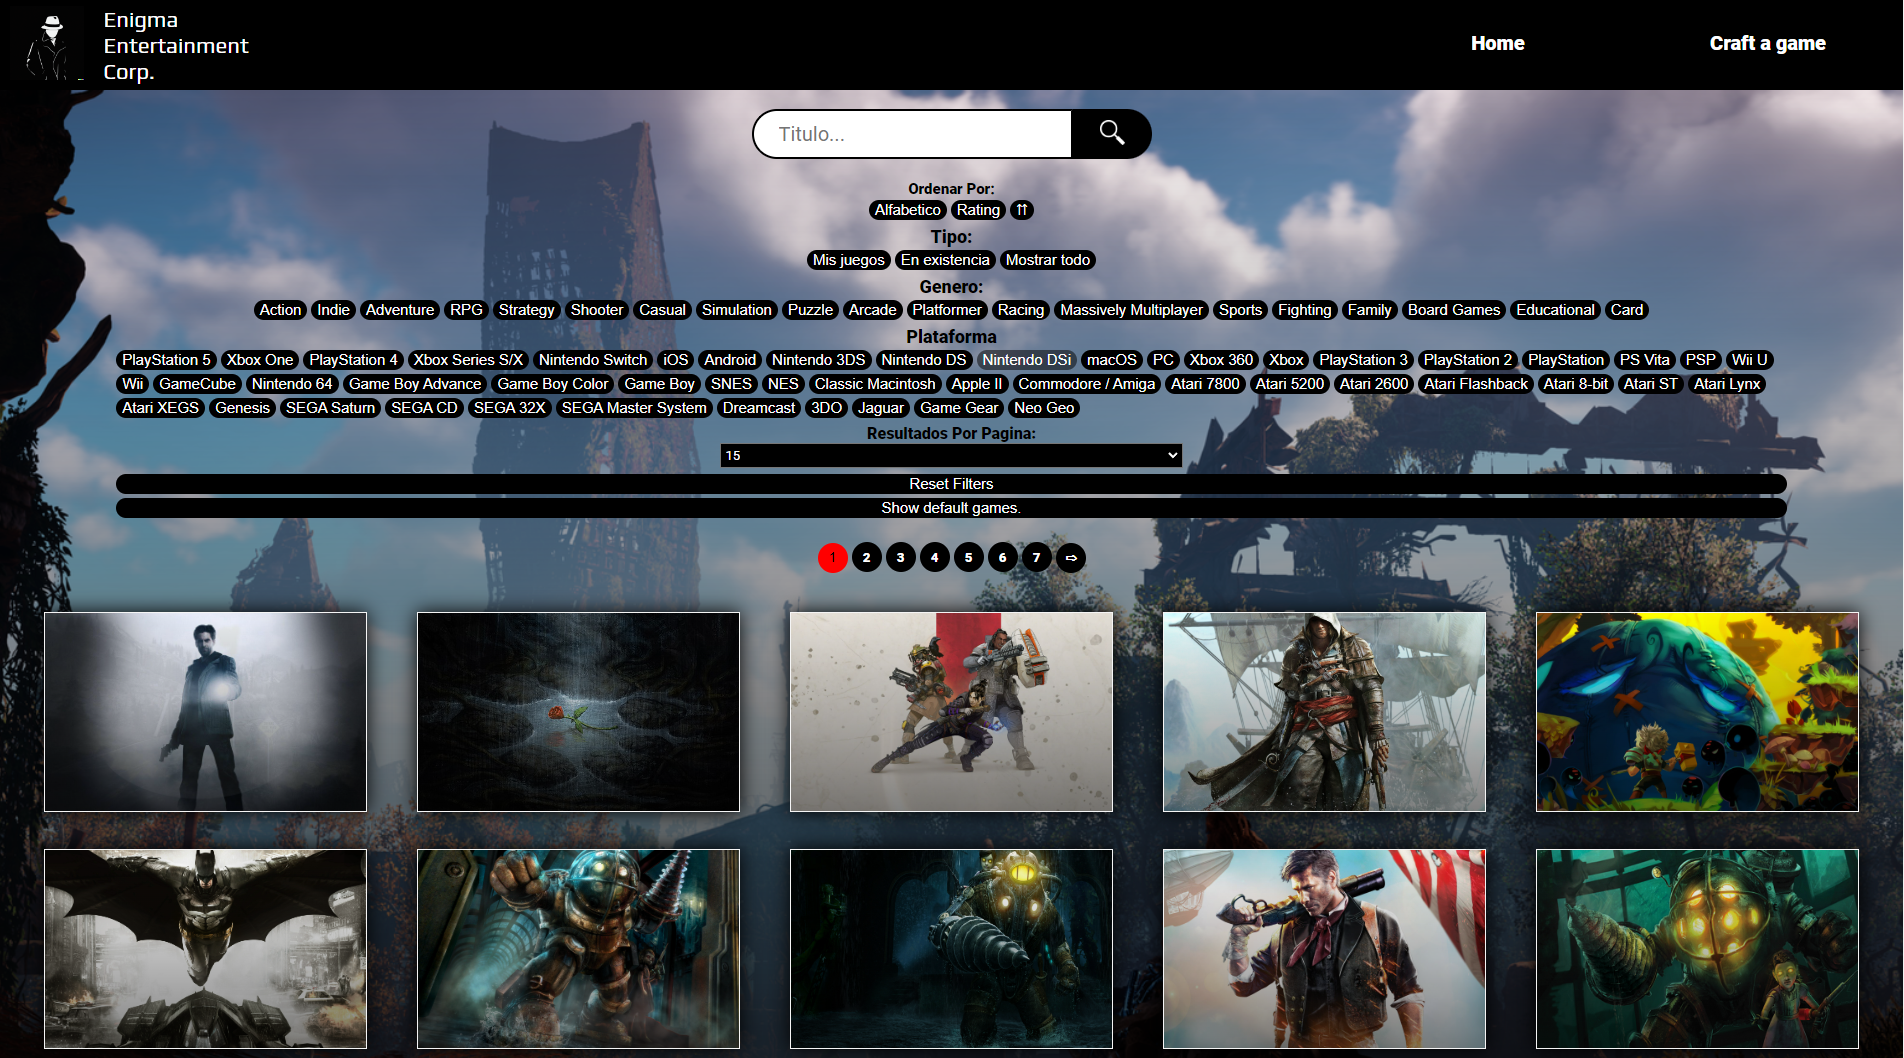 Enigma
Entertainment
Corp.
Home
Craft a game
Titulo...
Ordenar Por:
Alfabetico Rating ⇈
Tipo:
Mis juegos En existencia Mostrar todo
Genero:
Action Indie Adventure RPG Strategy Shooter Casual Simulation Puzzle Arcade Platformer Racing Massively Multiplayer Sports Fighting Family Board Games Educational Card
Plataforma
PlayStation 5 Xbox One PlayStation 4 Xbox Series S/X Nintendo Switch iOS Android Nintendo 3DS Nintendo DS Nintendo DSi macOS PC Xbox 360 Xbox PlayStation 3 PlayStation 2 PlayStation PS Vita PSP Wii U
Wii GameCube Nintendo 64 Game Boy Advance Game Boy Color Game Boy SNES NES Classic Macintosh Apple II Commodore / Amiga Atari 7800 Atari 5200 Atari 2600 Atari Flashback Atari 8-bit Atari ST Atari Lynx
Atari XEGS Genesis SEGA Saturn SEGA CD SEGA 32X SEGA Master System Dreamcast 3DO Jaguar Game Gear Neo Geo
Resultados Por Pagina:
15
Reset Filters
Show default games.
1 2 3 4 5 6 7 ⇨